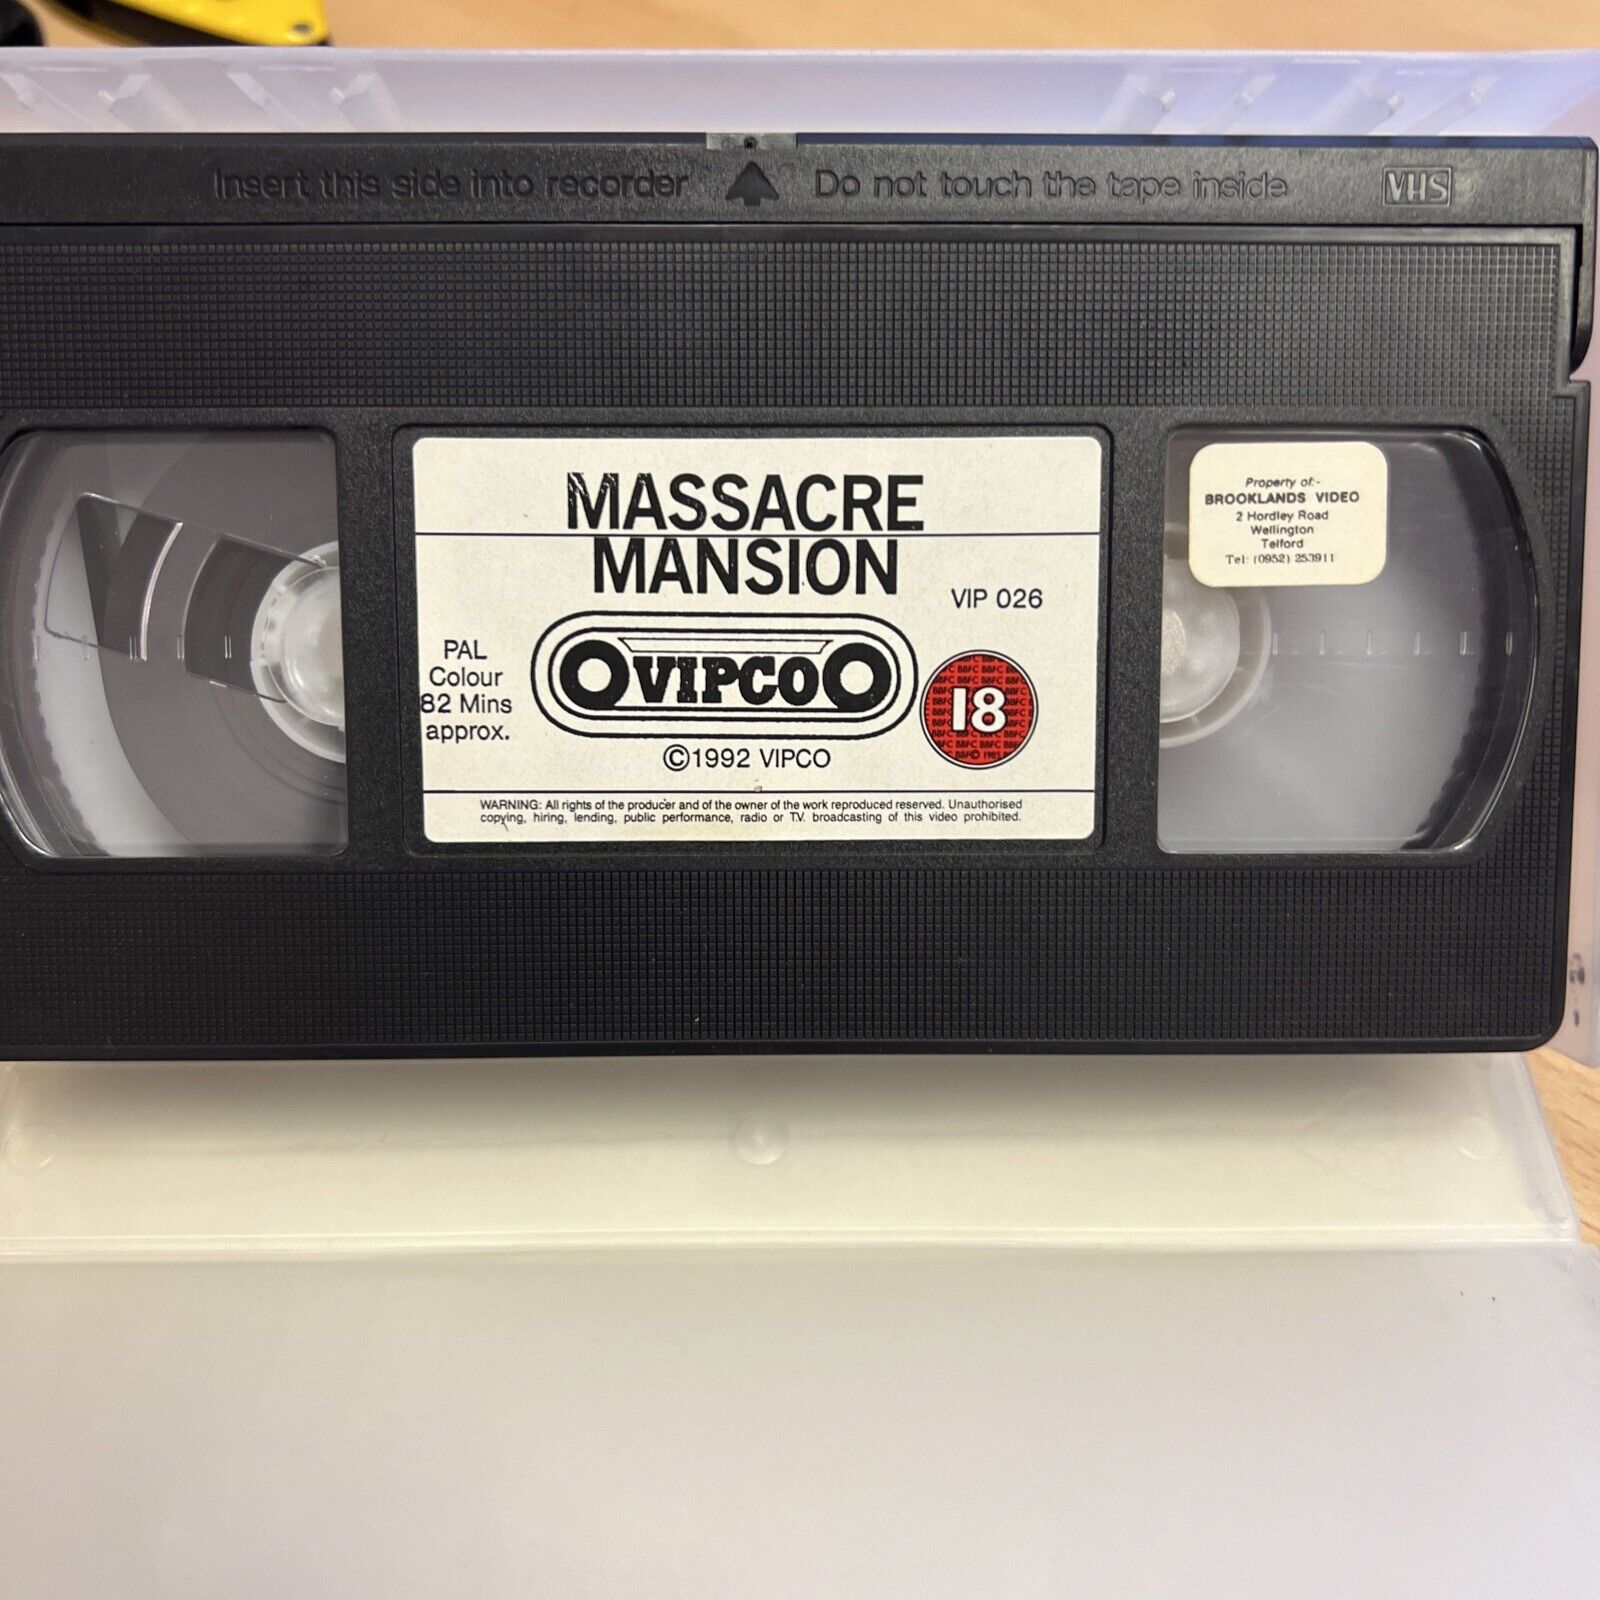 Insert this side into recorder Do not touch the tape inside VHS
MASSACRE
MANSION
VIP 026
PAL
Colour
82 Mins
approx.
VIPCO
18
©1992 VIPCO
WARNING: All rights of the producer and of the owner of the work reproduced reserved. Unauthorised
copying, hiring, lending, public performance, radio or T.V. broadcasting of this video prohibited.
Property of:-
BROOKLANDS VIDEO
2 Hordley Road
Wellington
Telford
Tel: (0952) 253911